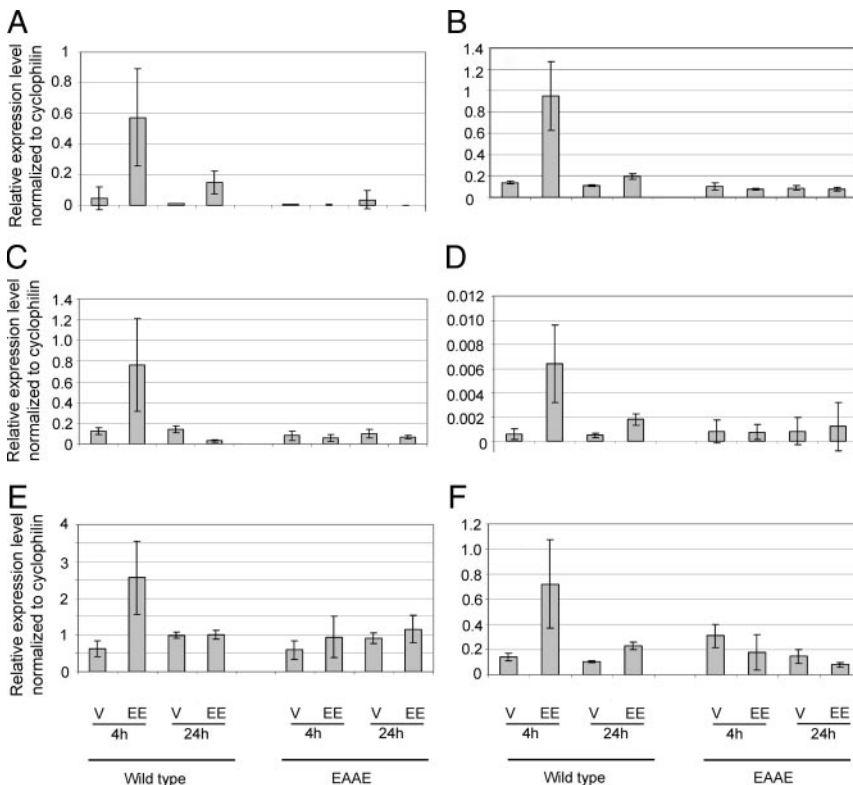 A
Relative expression level
normalized to cyclophilin
1
0.8
0.6
0.4
0.2
0
B
1.4
1.2
1
0.8
0.6
0.4
0.2
0
C
Relative expression level
normalized to cyclophilin
1.4
1.2
1.0
0.8
0.6
0.4
0.2
0
D
0.012
0.010
0.008
0.006
0.004
0.002
0
E
Relative expression level
normalized to cyclophilin
4
3
2
1
0
F
1.2
1.0
0.8
0.6
0.4
0.2
0
V EE V EE V EE V EE
4h 24h 4h 24h
Wild type EAAE
V EE V EE V EE V EE
4h 24h 4h 24h
Wild type EAAE